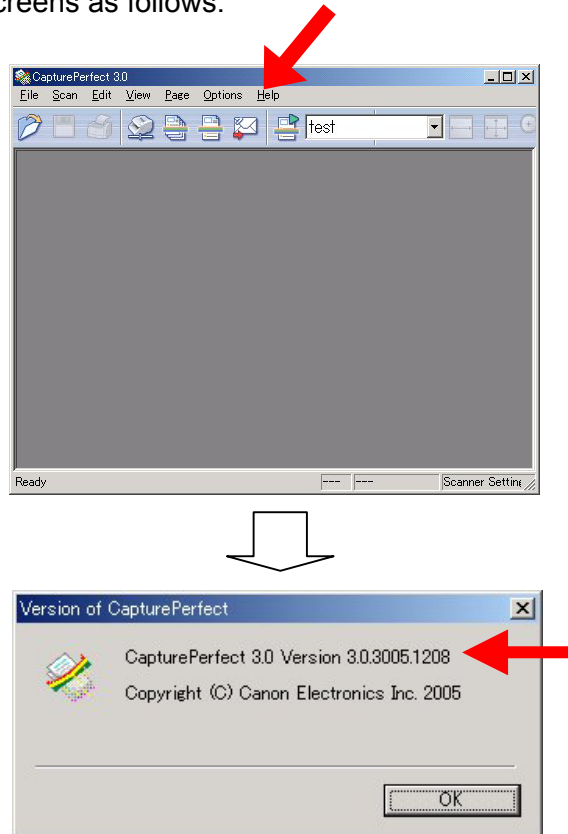 creens as follows.
CapturePerfect 3.0
File Scan Edit View Page Options Help
test
Ready --- --- Scanner Setting
Version of CapturePerfect
CapturePerfect 3.0 Version 3.0.3005.1208
Copyright (C) Canon Electronics Inc. 2005
OK